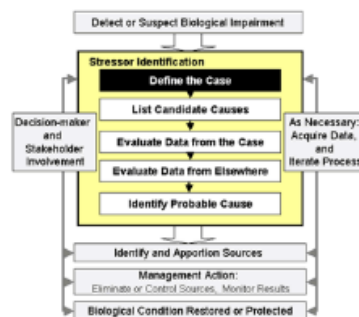 Detect or Suspect Biological Impairment
Stressor Identification
Define the Case
List Candidate Causes
Decision-maker
and
Stakeholder
Involvement
As Necessary:
Acquire Data,
and
Iterate Process
Evaluate Data from the Case
Evaluate Data from Elsewhere
Identify Probable Cause
Identify and Apportion Sources
Management Action:
Eliminate or Control Sources, Monitor Results
Biological Condition Restored or Protected